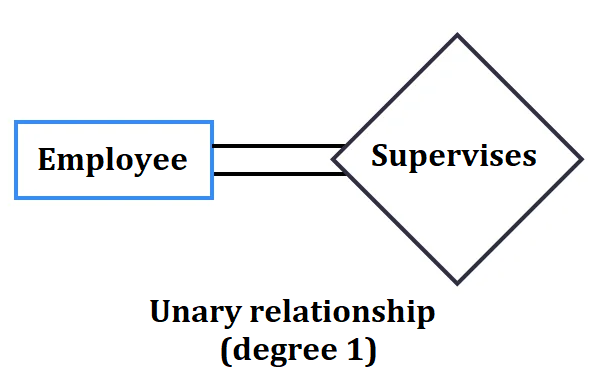 Employee
Supervises
Unary relationship
(degree 1)